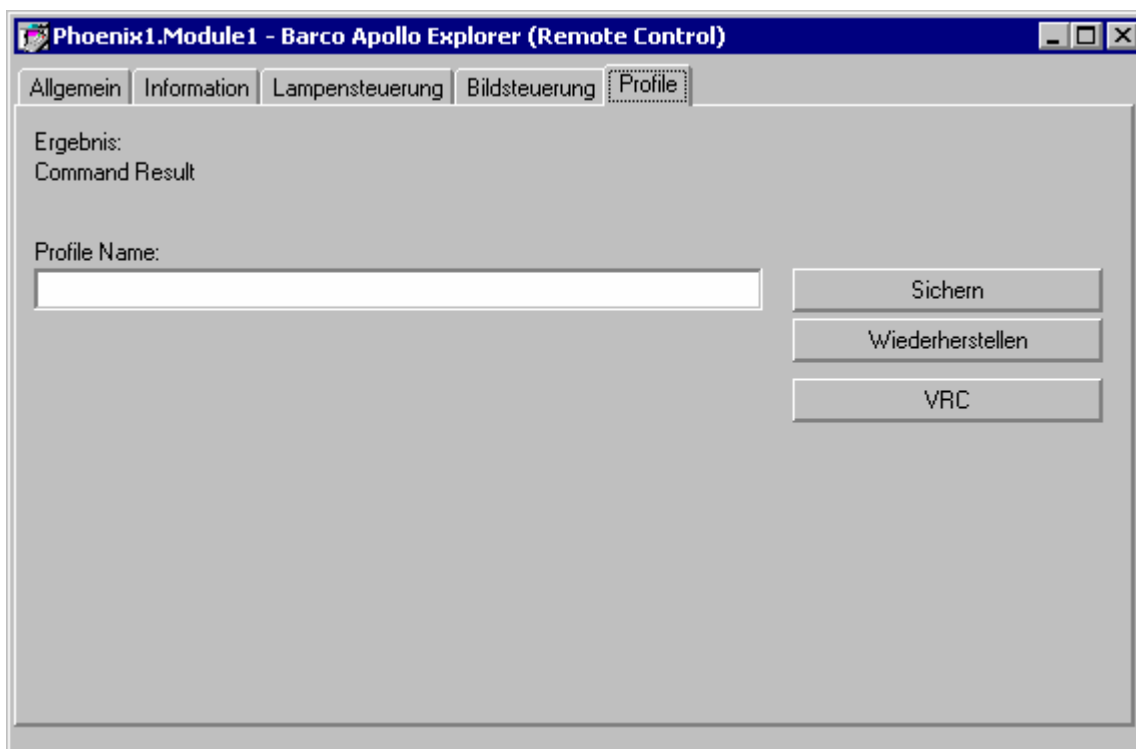 Phoenix1.Module1 - Barco Apollo Explorer (Remote Control)
Allgemein Information Lampensteuerung Bildsteuerung Profile
Ergebnis:
Command Result
Profile Name:
Sichern
Wiederherstellen
VRC